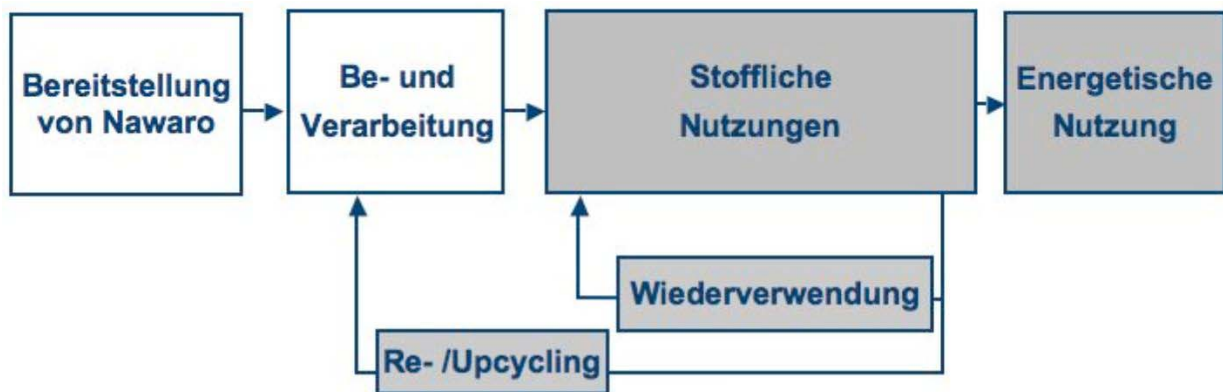 Bereitstellung
von Nawaro
Be- und
Verarbeitung
Stoffliche
Nutzungen
Energetische
Nutzung
Wiederverwendung
Re- /Upcycling